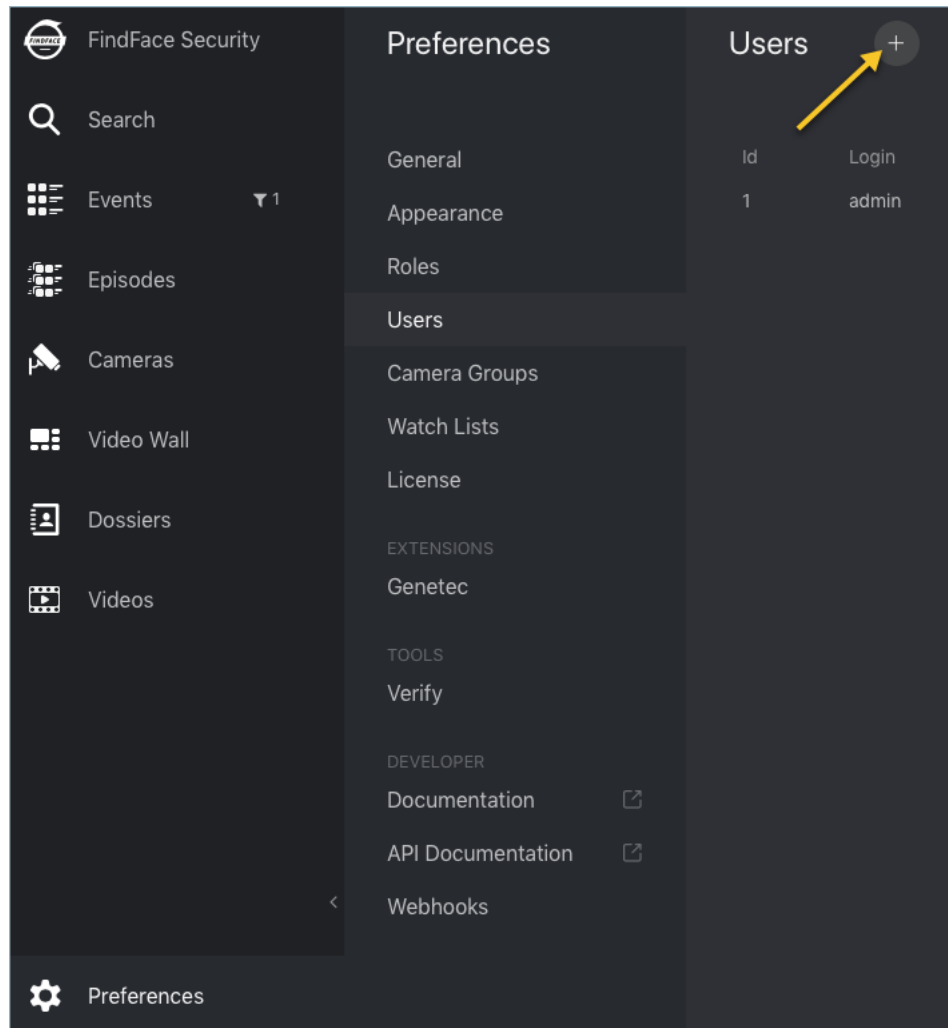 FINDFACE
FindFace Security
Search
Events 1
Episodes
Cameras
Video Wall
Dossiers
Videos
Preferences
Preferences
General
Appearance
Roles
Users
Camera Groups
Watch Lists
License
EXTENSIONS
Genetec
TOOLS
Verify
DEVELOPER
Documentation
API Documentation
Webhooks
Users +
Id Login
1 admin